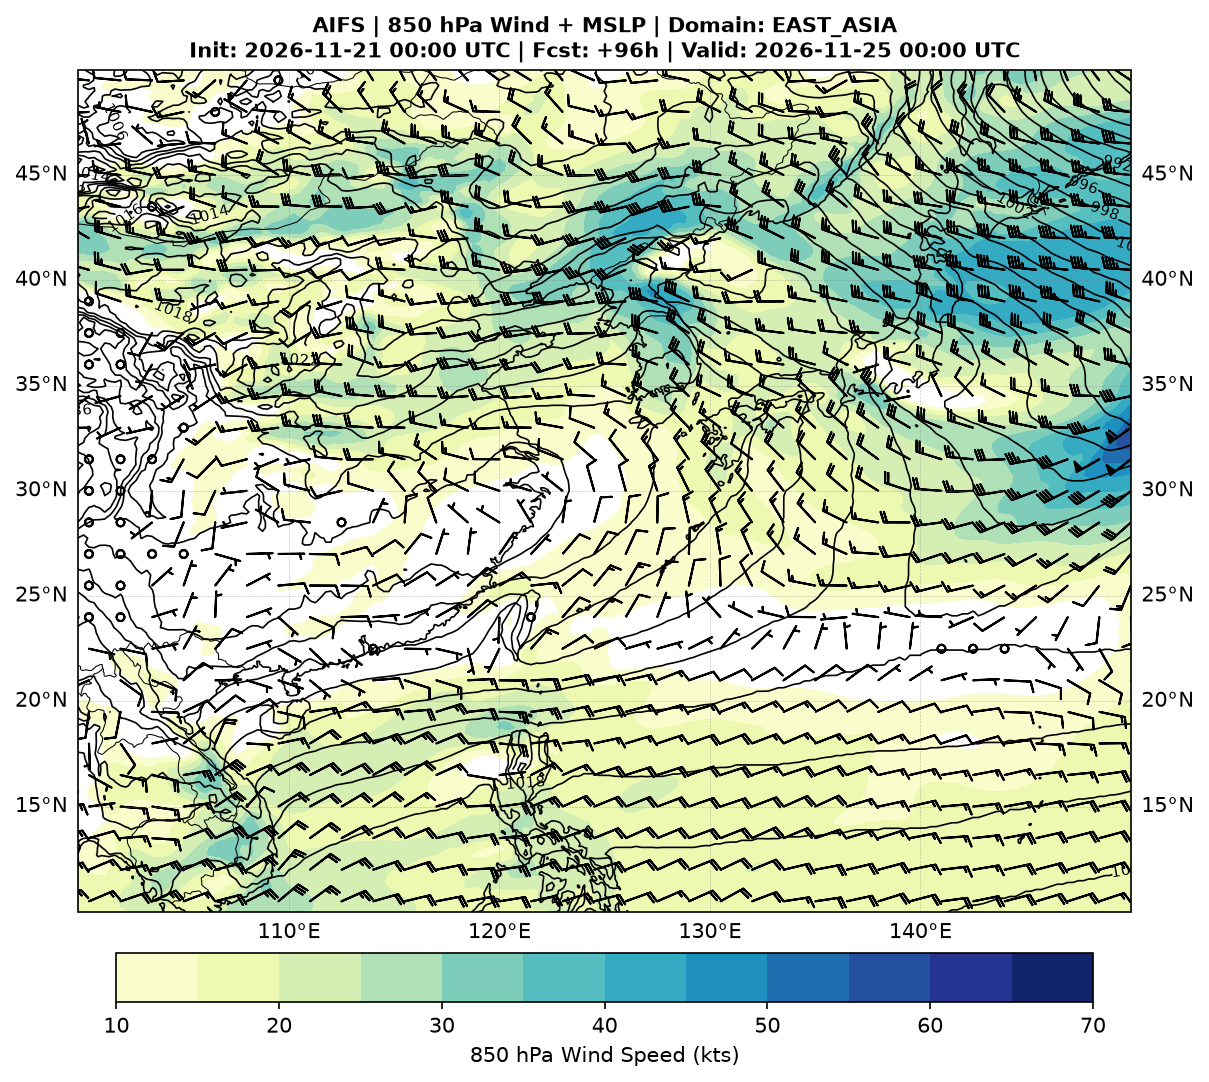 AIFS | 850 hPa Wind + MSLP | Domain: EAST_ASIA
Init: 2026-11-21 00:00 UTC | Fcst: +96h | Valid: 2026-11-25 00:00 UTC
45°N 45°N
996
1014
998
1018
40°N 40°N
35°N 35°N
30°N 30°N
25°N 25°N
20°N 20°N
1018
15°N 15°N
110°E 120°E 130°E 140°E
10 20 30 40 50 60 70
850 hPa Wind Speed (kts)